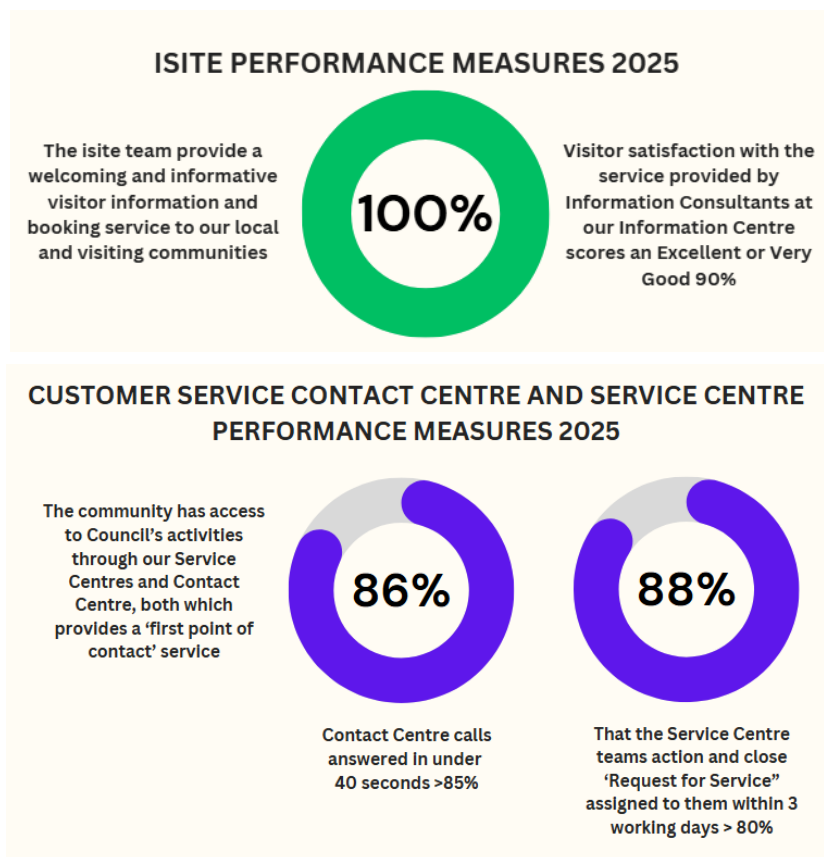 ISITE PERFORMANCE MEASURES 2025
The isite team provide a
welcoming and informative
visitor information and
booking service to our local
and visiting communities
100%
Visitor satisfaction with the
service provided by
Information Consultants at
our Information Centre
scores an Excellent or Very
Good 90%
CUSTOMER SERVICE CONTACT CENTRE AND SERVICE CENTRE
PERFORMANCE MEASURES 2025
The community has access
to Council’s activities
through our Service
Centres and Contact
Centre, both which
provides a ‘first point of
contact’ service
86%
Contact Centre calls
answered in under
40 seconds >85%
88%
That the Service Centre
teams action and close
‘Request for Service”
assigned to them within 3
working days > 80%